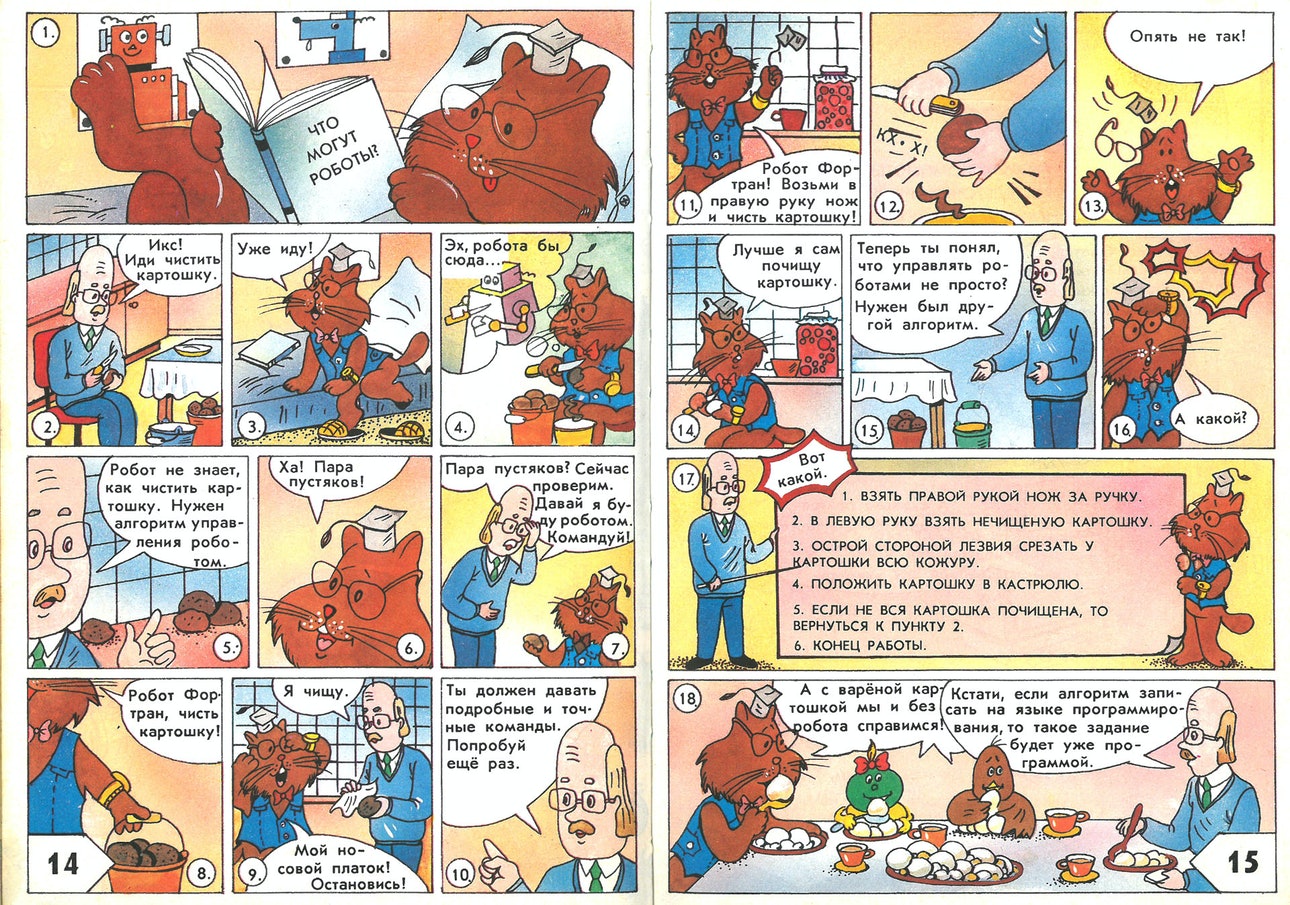 1.
ЧТО
МОГУТ
РОБОТЫ?
2.
Икс!
Иди чистить
картошку.
3.
Уже иду!
4.
Эх, робота бы
сюда...
5.
Робот не знает,
как чистить кар-
тошку. Нужен
алгоритм управ-
ления робо-
том.
6.
Ха! Пара
пустяков!
7.
Пара пустяков? Сейчас
проверим.
Давай я бу-
ду роботом.
Командуй!
8.
Робот Фор-
тран, чисть
картошку!
9.
Я чищу.
Мой но-
совой платок!
Остановись!
10.
Ты должен давать
подробные и точ-
ные команды.
Попробуй
ещё раз.
14
11.
Робот Фор-
тран! Возьми в
правую руку нож
и чисть картошку!
12.
13.
Опять не так!
14.
Лучше я сам
почищу
картошку.
15.
Теперь ты понял,
что управлять ро-
ботами не просто?
Нужен был дру-
гой алгоритм.
16.
А какой?
17.
Вот
какой.
1. ВЗЯТЬ ПРАВОЙ РУКОЙ НОЖ ЗА РУЧКУ.
2. В ЛЕВУЮ РУКУ ВЗЯТЬ НЕЧИЩЕНУЮ КАРТОШКУ.
3. ОСТРОЙ СТОРОНОЙ ЛЕЗВИЯ СРЕЗАТЬ У
КАРТОШКИ ВСЮ КОЖУРУ.
4. ПОЛОЖИТЬ КАРТОШКУ В КАСТРЮЛЮ.
5. ЕСЛИ НЕ ВСЯ КАРТОШКА ПОЧИЩЕНА, ТО
ВЕРНУТЬСЯ К ПУНКТУ 2.
6. КОНЕЦ РАБОТЫ.
18.
А с варёной кар-
тошкой мы и без
робота справимся!
Кстати, если алгоритм запи-
сать на языке программиро-
вания, то такое задание
будет уже про-
граммой.
15